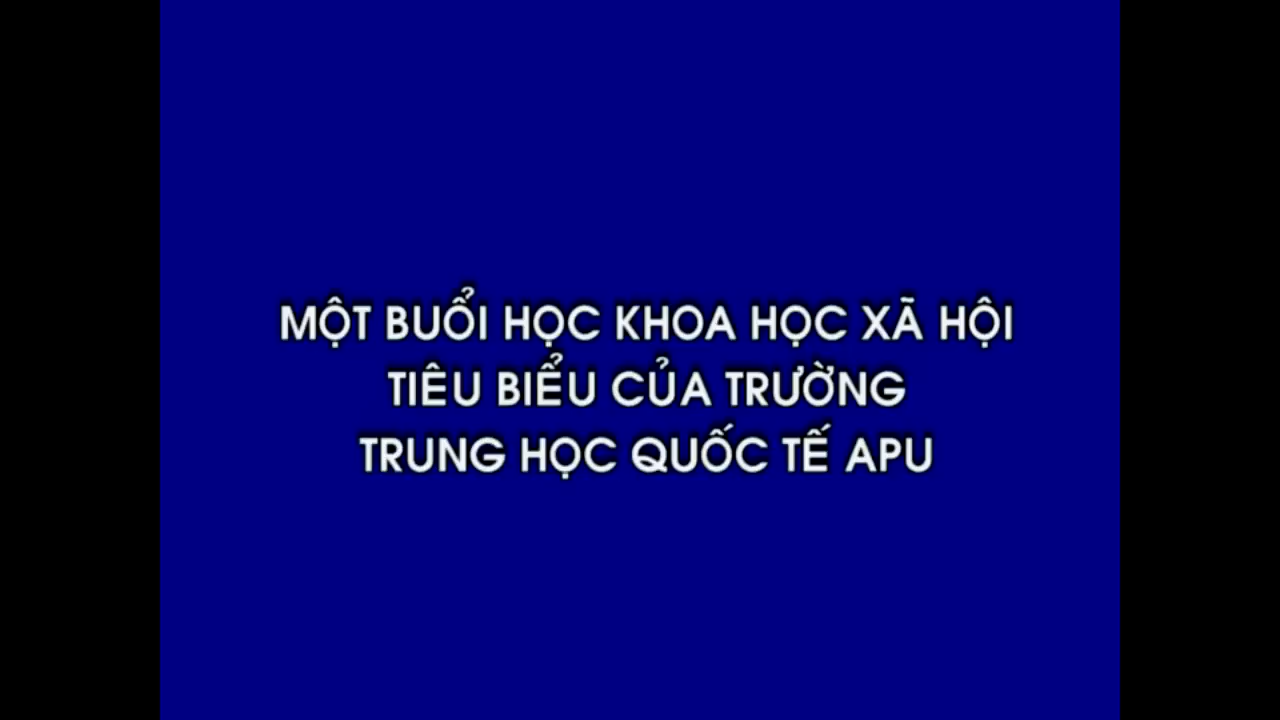 MỘT BUỔI HỌC KHOA HỌC XÃ HỘI
TIÊU BIỂU CỦA TRƯỜNG
TRUNG HỌC QUỐC TẾ APU